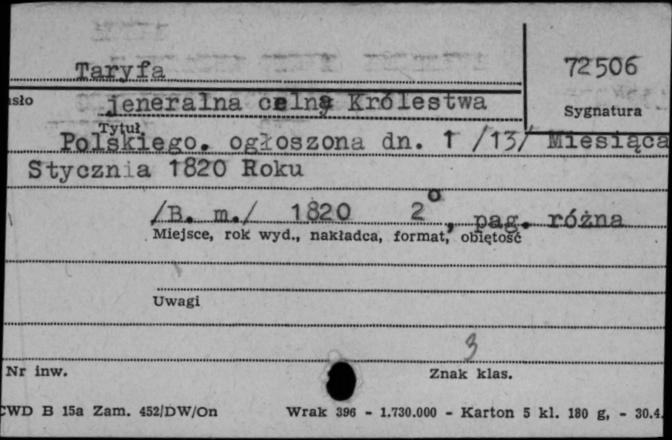 Taryfa
72506
sło
jeneralna celna Królestwa
Sygnatura
Tytuł
Polskiego. ogłoszona dn. 1 /13/ Miesiąca
Stycznia 1820 Roku
/B. m./ 1820 2°, pag. różna
Miejsce, rok wyd., nakładca, format, objętość
Uwagi
3
Nr inw.
Znak klas.
CWD B 15a Zam. 452/DW/On Wrak 396 - 1.730.000 - Karton 5 kl. 180 g, - 30.4.